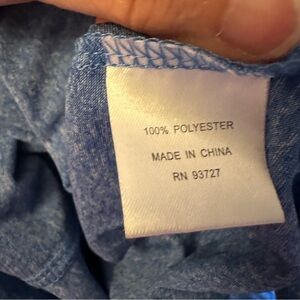 100% POLYESTER
MADE IN CHINA
RN 93727